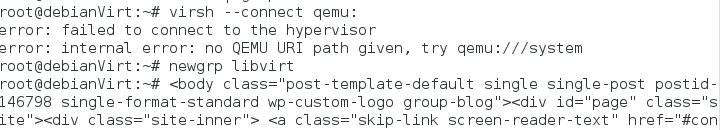 root@debianVirt:~# virsh --connect qemu:
error: failed to connect to the hypervisor
error: internal error: no QEMU URI path given, try qemu:///system
root@debianVirt:~# newgrp libvirt
root@debianVirt:~# <body class="post-template-default single single-post postid-
146798 single-format-standard wp-custom-logo group-blog"><div id="page" class="s
ite"><div class="site-inner"> <a class="skip-link screen-reader-text" href="#con